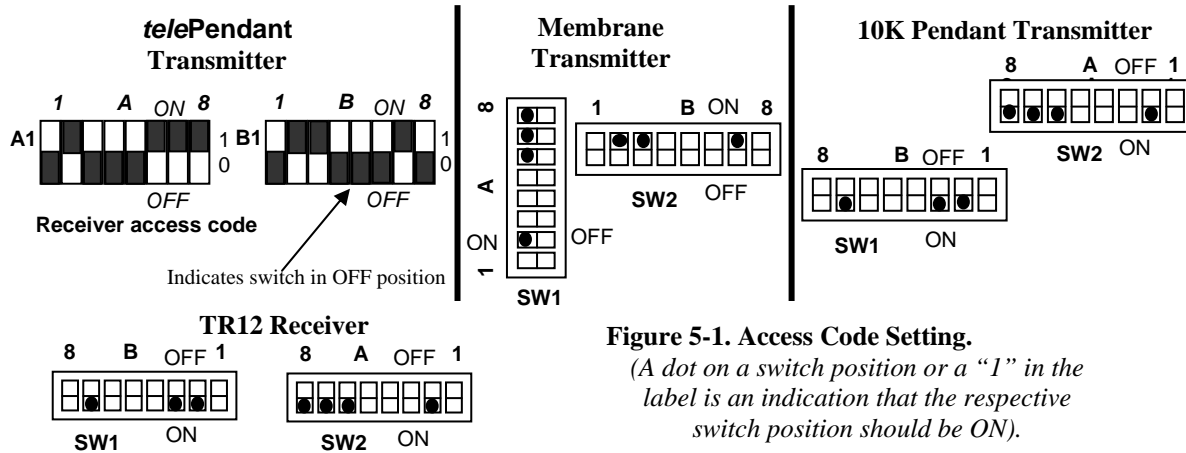 telePendant
Transmitter
1 A ON 8
A1
1
0
OFF
Receiver access code
1 B ON 8
B1
1
0
OFF
Indicates switch in OFF position
Membrane
Transmitter
8
A
ON
OFF
1
SW1
1 B ON 8
SW2 OFF
10K Pendant Transmitter
8 A OFF 1
SW2 ON
8 B OFF 1
SW1 ON
TR12 Receiver
8 B OFF 1
SW1 ON
8 A OFF 1
SW2 ON
Figure 5-1. Access Code Setting.
(A dot on a switch position or a “1” in the
label is an indication that the respective
switch position should be ON).